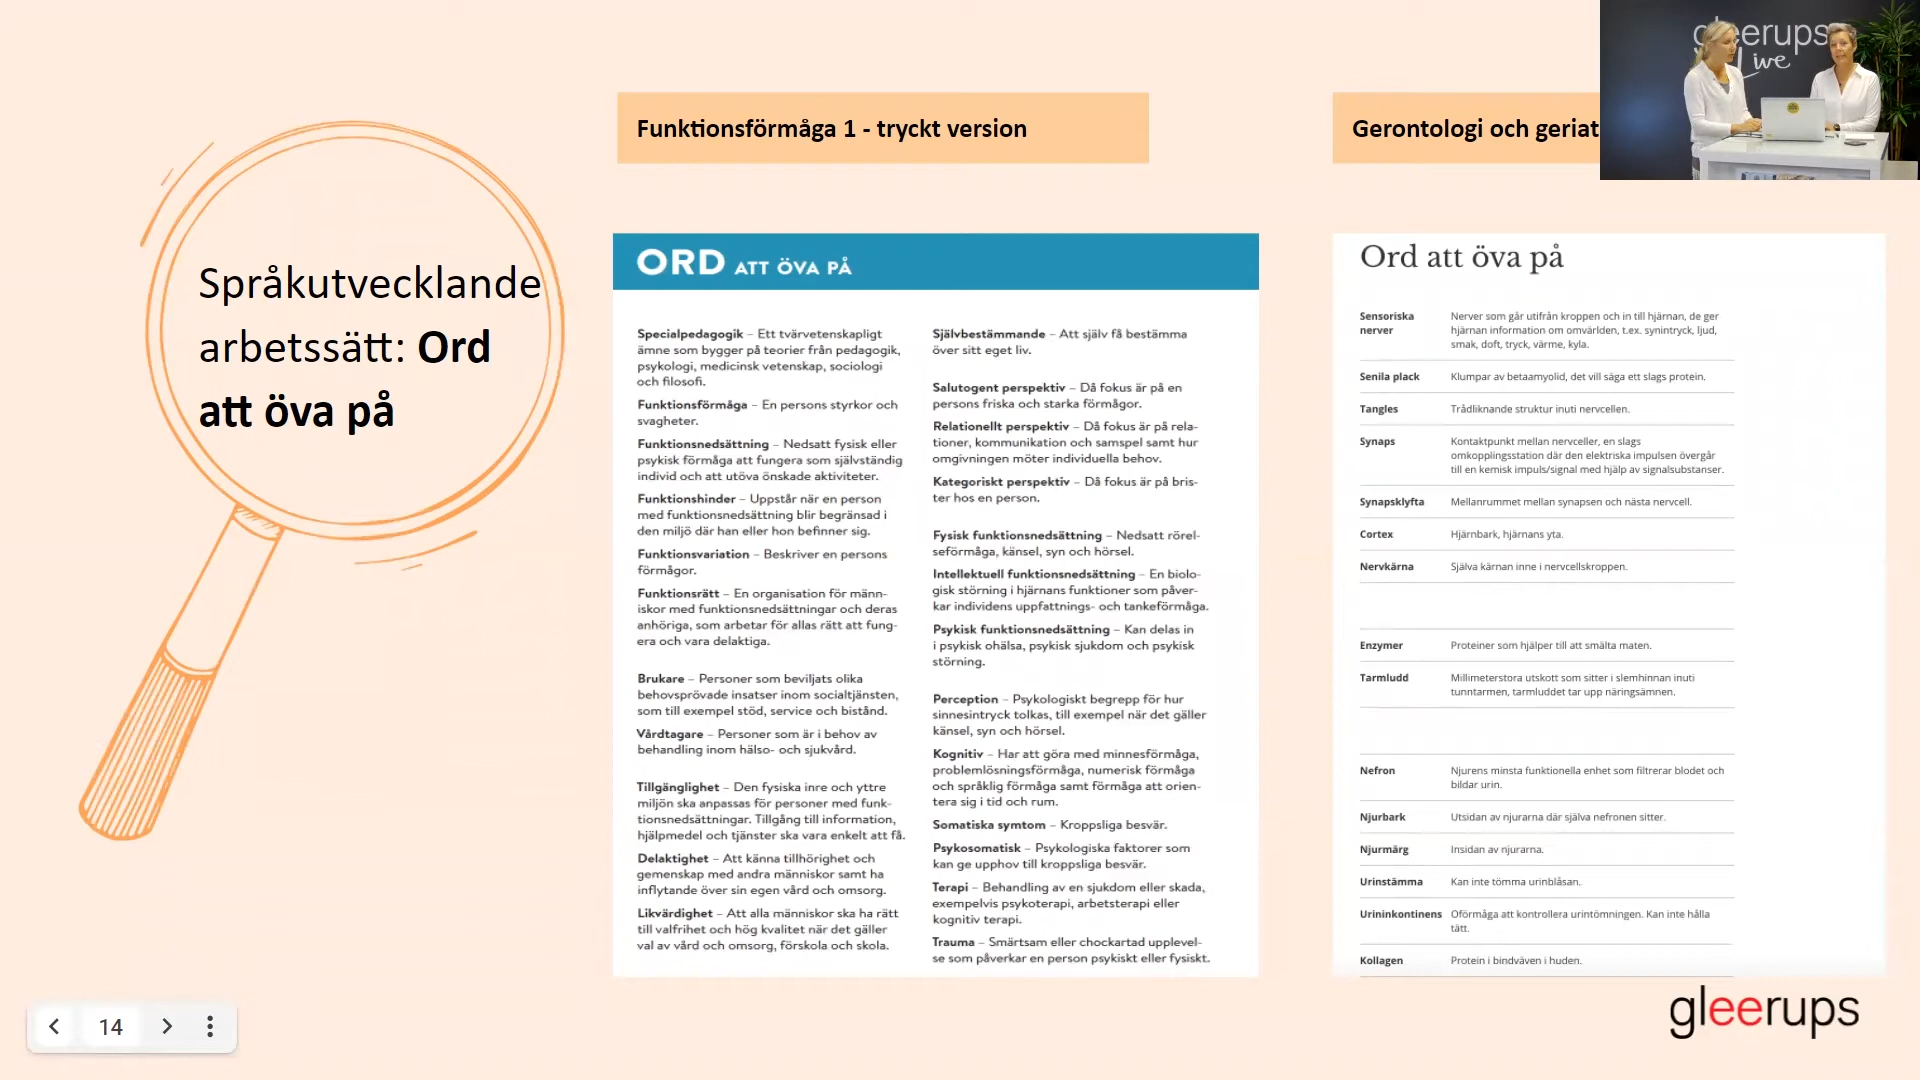 Språkutvecklande
arbetssätt: Ord
att öva på
Funktionsförmåga 1 - tryckt version
ORD ATT ÖVA PÅ
Specialpedagogik – Ett tvärvetenskapligt
ämne som bygger på teorier från pedagogik,
psykologi, medicinsk vetenskap, sociologi
och filosofi.
Funktionsförmåga – En persons styrkor och
svagheter.
Funktionsnedsättning – Nedsatt fysisk eller
psykisk förmåga att fungera som självständig
individ och att utöva önskade aktiviteter.
Funktionshinder – Uppstår när en person
med funktionsnedsättning blir begränsad i
den miljö där han eller hon befinner sig.
Funktionsvariation – Beskriver en persons
förmågor.
Funktionsrätt – En organisation för männ-
iskor med funktionsnedsättningar och deras
anhöriga, som arbetar för allas rätt att fung-
era och vara delaktiga.
Brukare – Personer som beviljats olika
behovsprövade insatser inom socialtjänsten,
som till exempel stöd, service och bistånd.
Vårdtagare – Personer som är i behov av
behandling inom hälso- och sjukvård.
Tillgänglighet – Den fysiska inre och yttre
miljön ska anpassas för personer med funk-
tionsnedsättningar. Tillgång till information,
hjälpmedel och tjänster ska vara enkelt att få.
Delaktighet – Att känna tillhörighet och
gemenskap med andra människor samt ha
inflytande över sin egen vård och omsorg.
Likvärdighet – Att alla människor ska ha rätt
till valfrihet och hög kvalitet när det gäller
val av vård och omsorg, förskola och skola.
Självbestämmande – Att själv få bestämma
över sitt eget liv.
Salutogent perspektiv – Då fokus är på en
persons friska och starka förmågor.
Relationellt perspektiv – Då fokus är på rela-
tioner, kommunikation och samspel samt hur
omgivningen möter individuella behov.
Kategoriskt perspektiv – Då fokus är på bris-
ter hos en person.
Fysisk funktionsnedsättning – Nedsatt rörel-
seförmåga, känsel, syn och hörsel.
Intellektuell funktionsnedsättning – En biolo-
gisk störning i hjärnans funktioner som påver-
kar individens uppfattnings- och tankeförmåga.
Psykisk funktionsnedsättning – Kan delas in
i psykisk ohälsa, psykisk sjukdom och psykisk
störning.
Perception – Psykologiskt begrepp för hur
sinnesintryck tolkas, till exempel när det gäller
känsel, syn och hörsel.
Kognitiv – Har att göra med minnesförmåga,
problemlösningsförmåga, numerisk förmåga
och språklig förmåga samt förmåga att orien-
tera sig i tid och rum.
Somatiska symtom – Kroppsliga besvär.
Psykosomatisk – Psykologiska faktorer som
kan ge upphov till kroppsliga besvär.
Terapi – Behandling av en sjukdom eller skada,
exempelvis psykoterapi, arbetsterapi eller
kognitiv terapi.
Trauma – Smärtsam eller chockartad upplevel-
se som påverkar en person psykiskt eller fysiskt.
Gerontologi och geriat
gleerups
Live
Ord att öva på
Sensoriska nerver Nerver som går utifrån kroppen och in till hjärnan, de ger
hjärnan information om omvärlden, t.ex. synintryck, ljud,
smak, doft, tryck, värme, kyla.
Senila plack Klumpar av betaamyolid, det vill säga ett slags protein.
Tangles Trådliknande struktur inuti nervcellen.
Synaps Kontaktpunkt mellan nervceller, en slags
omkopplingsstation där den elektriska impulsen övergår
till en kemisk impuls/signal med hjälp av signalsubstanser.
Synapsklyfta Mellanrummet mellan synapsen och nästa nervcell.
Cortex Hjärnbark, hjärnans yta.
Nervkärna Själva kärnan inne i nervcellskroppen.
Enzymer Proteiner som hjälper till att smälta maten.
Tarmludd Millimeterstora utskott som sitter i slemhinnan inuti
tunntarmen, tarmluddet tar upp näringsämnen.
Nefron Njurens minsta funktionella enhet som filtrerar blodet och
bildar urin.
Njurbark Utsidan av njurarna där själva nefronen sitter.
Njurmärg Insidan av njurarna.
Urinstämma Kan inte tömma urinblåsan.
Urininkontinens Oförmåga att kontrollera urintömningen. Kan inte hålla
tätt.
Kollagen Protein i bindväven i huden.
14
gleerups